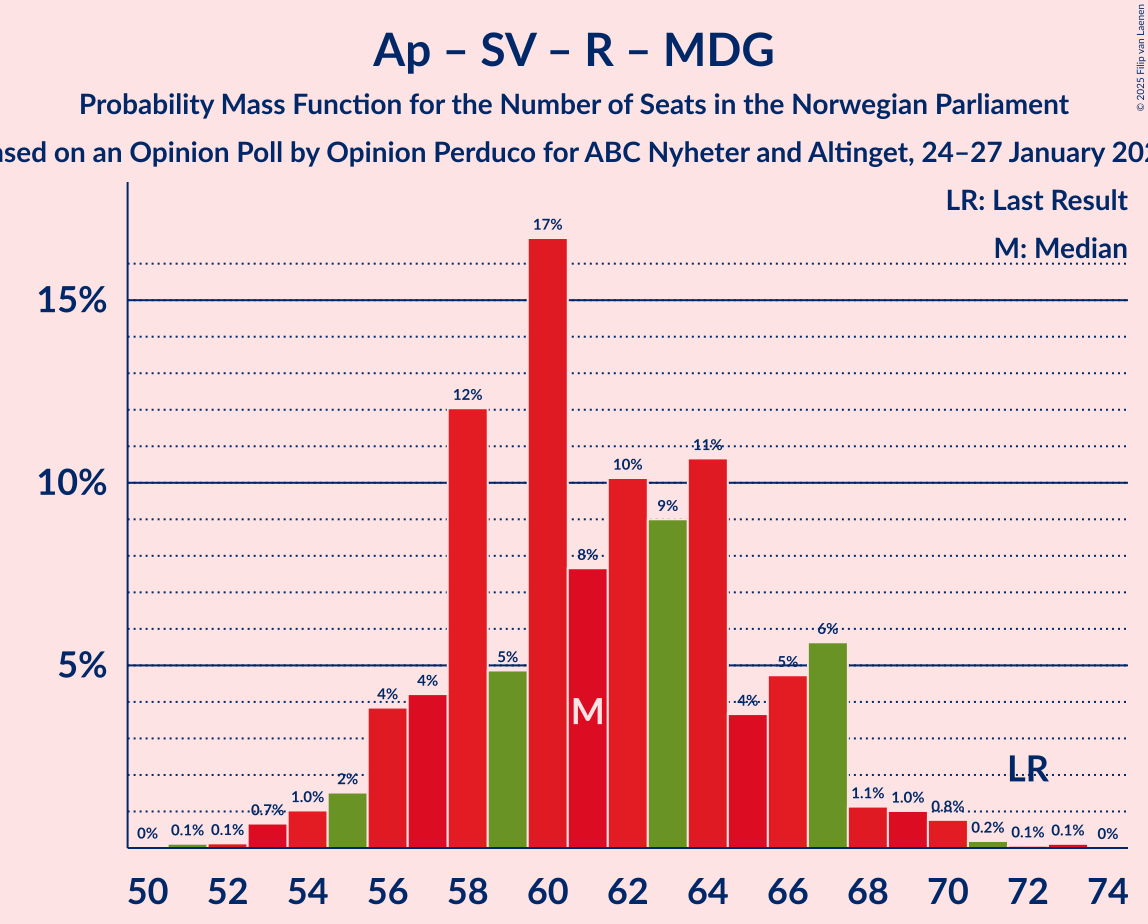 Ap – SV – R – MDG
Probability Mass Function for the Number of Seats in the Norwegian Parliament
on an Opinion Poll by Opinion Perduco for ABC Nyheter and Altinget, 24–27 January
© 2025 Filip van Laenen
LR: Last Result
M: Median
15%
10%
5%
0% 0.1% 0.1% 0.7% 1.0% 2% 4% 4% 12% 5% 17% 8% 10% 9% 11% 4% 5% 6% 1.1% 1.0% 0.8% 0.2% 0.1% 0.1% 0%
M
LR
50 52 54 56 58 60 62 64 66 68 70 72 74